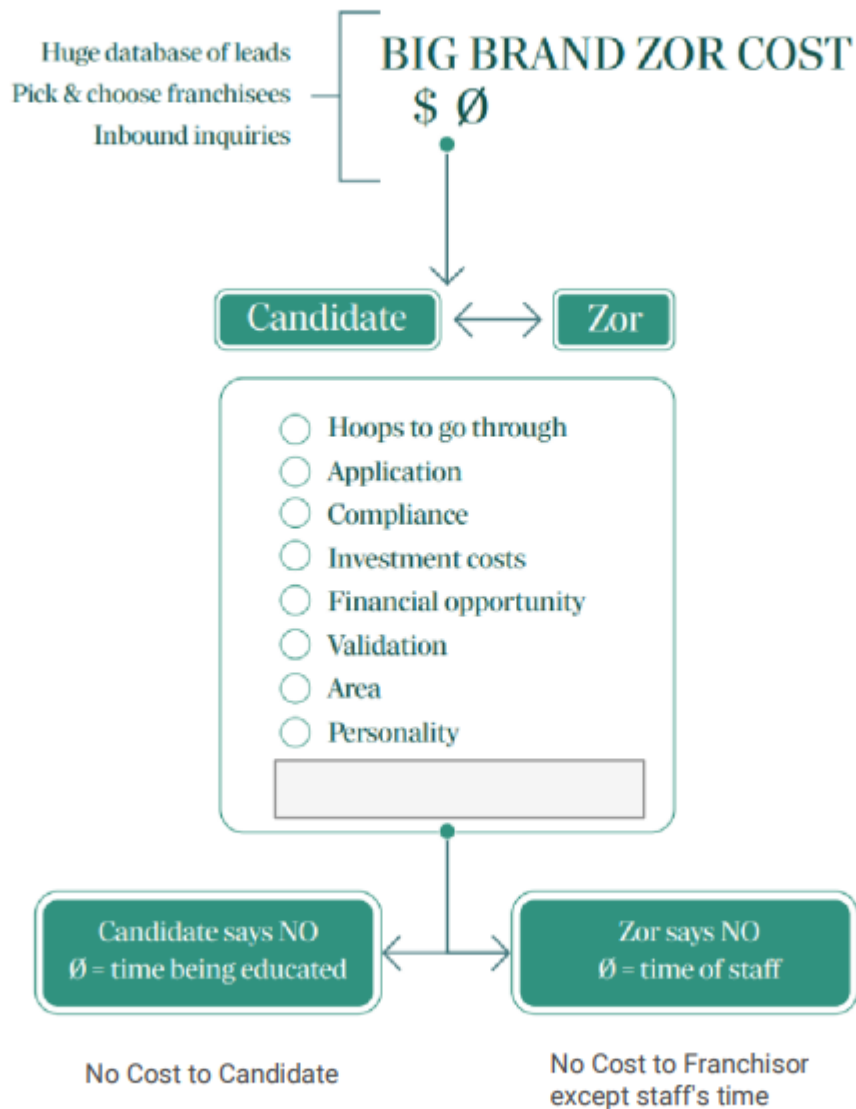 Huge database of leads
Pick & choose franchisees
Inbound inquiries
BIG BRAND ZOR COST
$ Ø
Candidate
Zor
Hoops to go through
Application
Compliance
Investment costs
Financial opportunity
Validation
Area
Personality
Candidate says NO
Ø = time being educated
Zor says NO
Ø = time of staff
No Cost to Candidate
No Cost to Franchisor
except staff's time